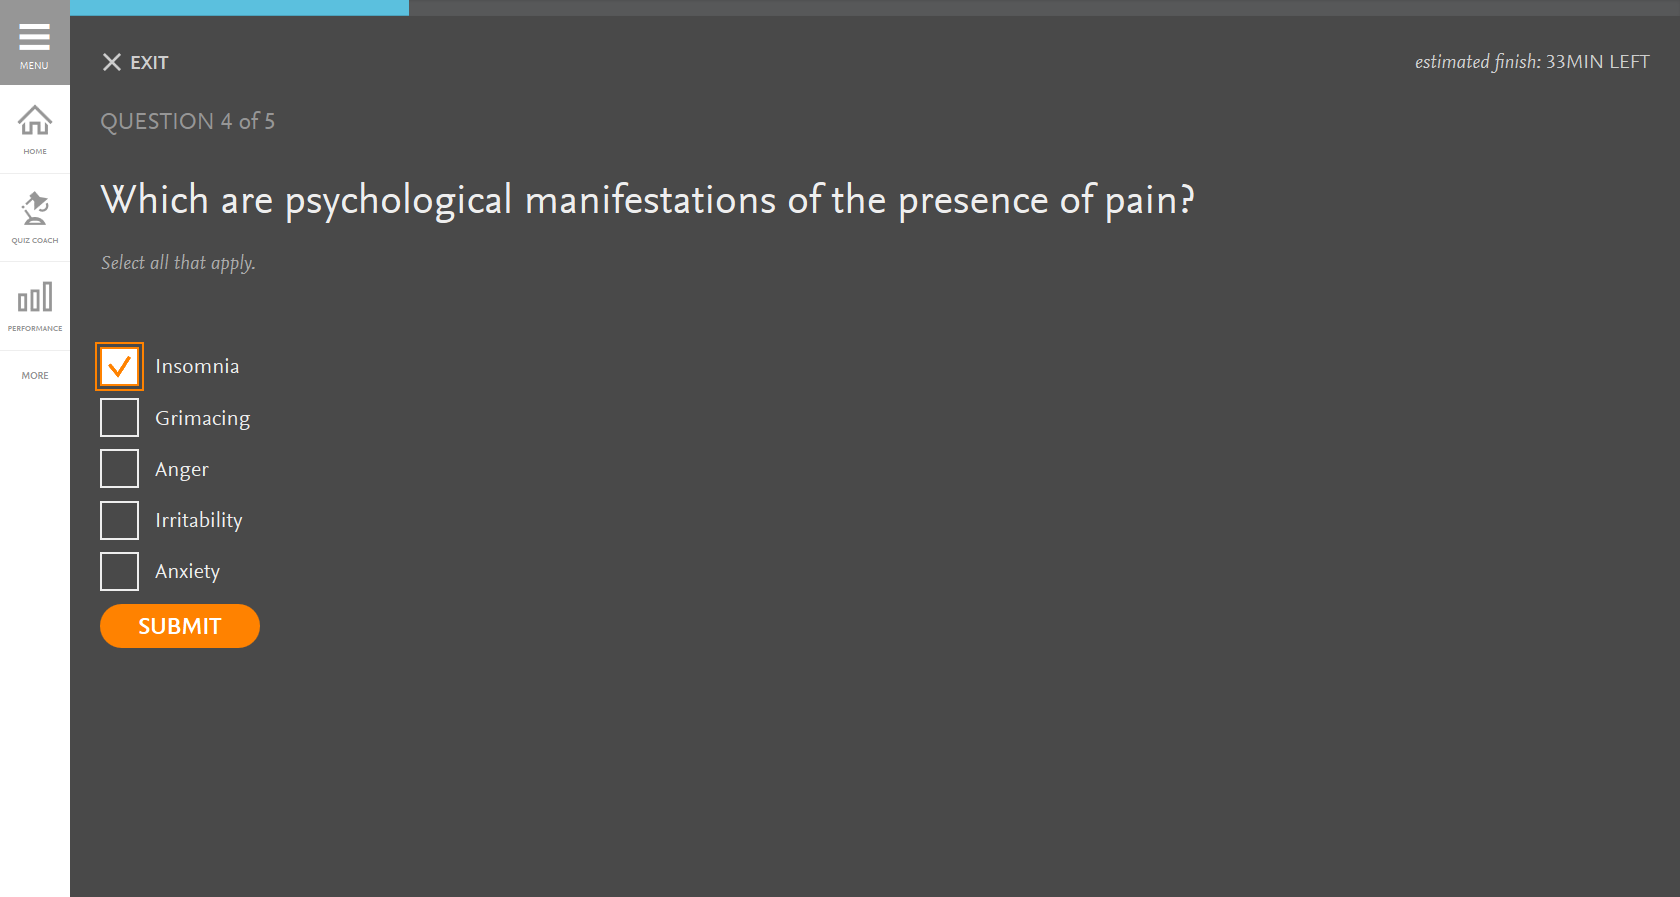 MENU
HOME
QUIZ COACH
PERFORMANCE
MORE
EXIT
estimated finish: 33MIN LEFT
QUESTION 4 of 5
Which are psychological manifestations of the presence of pain?
Select all that apply.
Insomnia
Grimacing
Anger
Irritability
Anxiety
SUBMIT